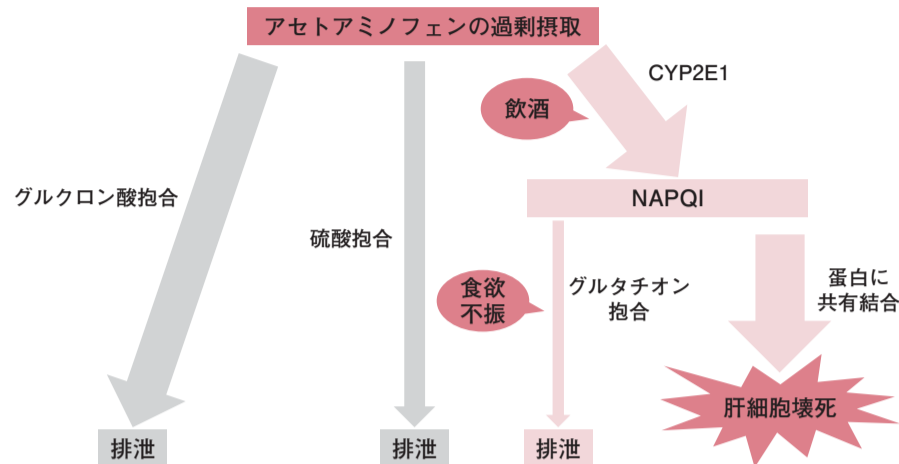 アセトアミノフェンの過剰摂取
CYP2E1
飲酒
グルクロン酸抱合
NAPQI
硫酸抱合
食欲
不振
グルタチオン
抱合
蛋白に
共有結合
肝細胞壊死
排泄
排泄
排泄